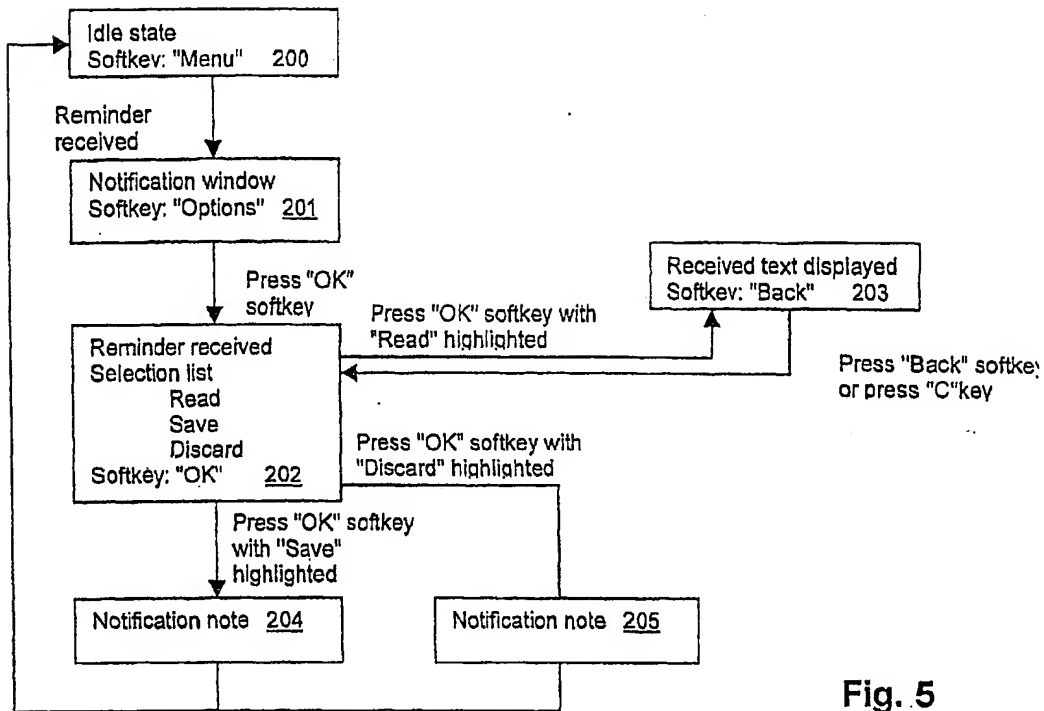 Idle state
Softkev: "Menu" 200
Reminder
received
Notification window
Softkey: "Options" 201
Press "OK"
softkey
Received text displayed
Softkev: "Back" 203
Press "OK" softkey with
"Read" highlighted
Reminder received
Selection list
Read
Save
Discard
Softkey: "OK" 202
Press "Back" softkey
or press "C"key
Press "OK" softkey with
"Discard" highlighted
Press "OK" softkey
with "Save"
highlighted
Notification note 204
Notification note 205
Fig. 5